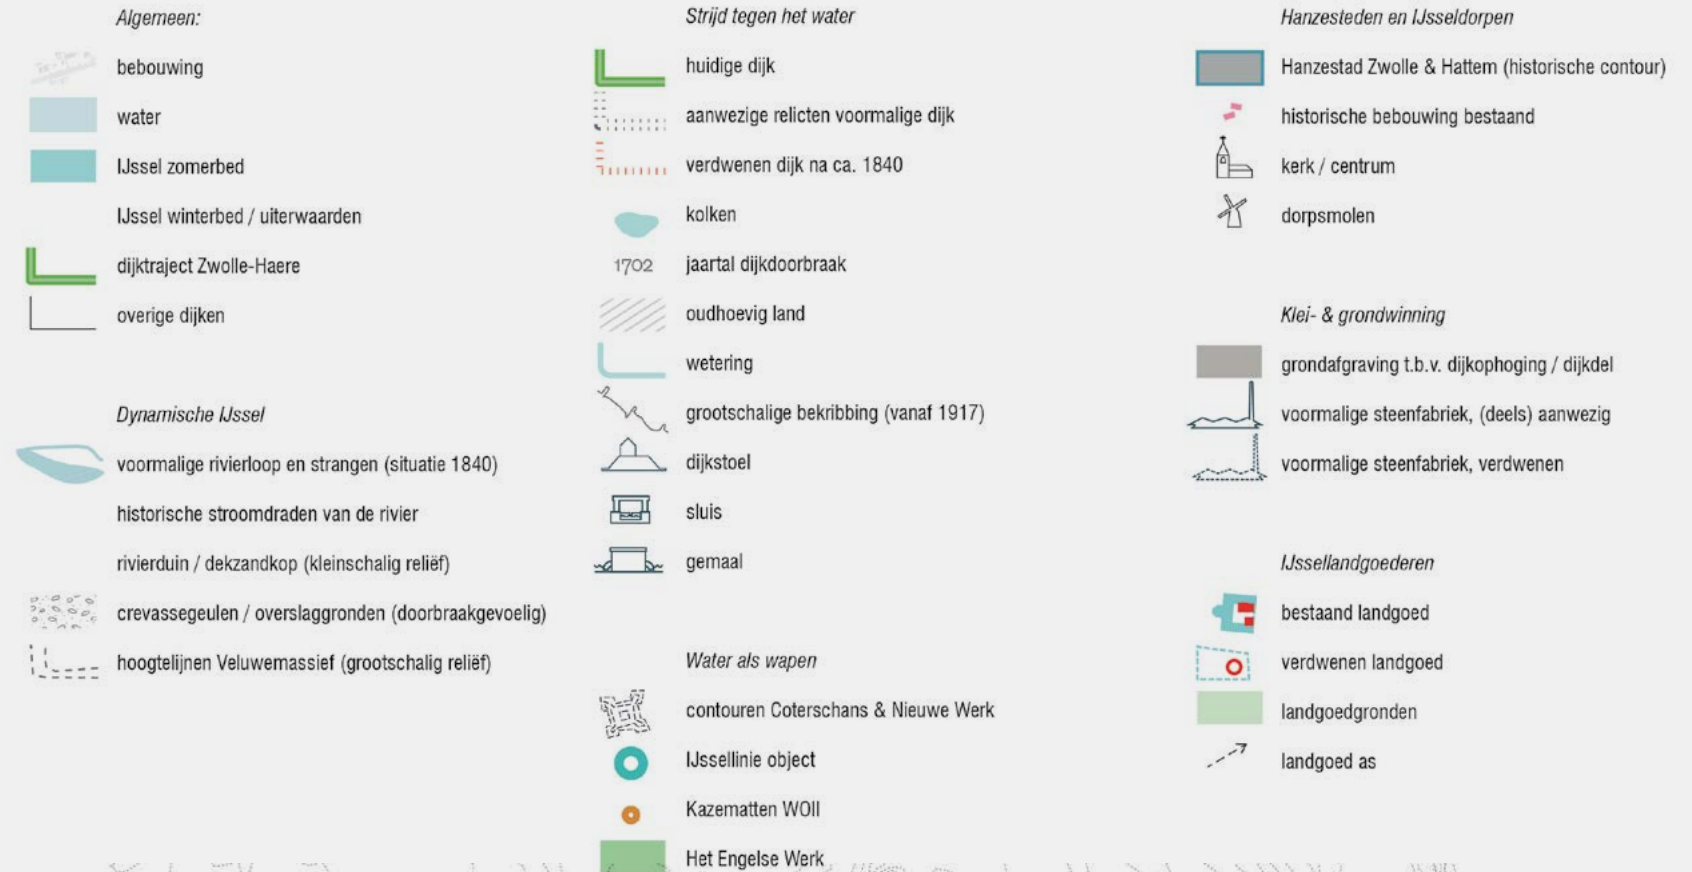 Algemeen:
bebouwing
water
IJssel zomerbed
IJssel winterbed / uiterwaarden
dijktraject Zwolle-Haere
overige dijken
Dynamische IJssel
voormalige rivierloop en strangen (situatie 1840)
historische stroomdraden van de rivier
rivierduin / dekzandkop (kleinschalig reliëf)
crevassegeulen / overslaggronden (doorbraakgevoelig)
hoogtelijnen Veluwemassief (grootschalig reliëf)
Strijd tegen het water
huidige dijk
aanwezige relicten voormalige dijk
verdwenen dijk na ca. 1840
kolken
1702 jaartal dijkdoorbraak
oudhoevig land
wetering
grootschalige bekribbing (vanaf 1917)
dijkstoel
sluis
gemaal
Water als wapen
contouren Coterschans & Nieuwe Werk
IJssellinie object
Kazematten WOII
Het Engelse Werk
Hanzesteden en IJsseldorpen
Hanzestad Zwolle & Hattem (historische contour)
historische bebouwing bestaand
kerk / centrum
dorpsmolen
Klei- & grondwinning
grondafgraving t.b.v. dijkophoging / dijkdel
voormalige steenfabriek, (deels) aanwezig
voormalige steenfabriek, verdwenen
IJssellandgoederen
bestaand landgoed
verdwenen landgoed
landgoedgronden
landgoed as